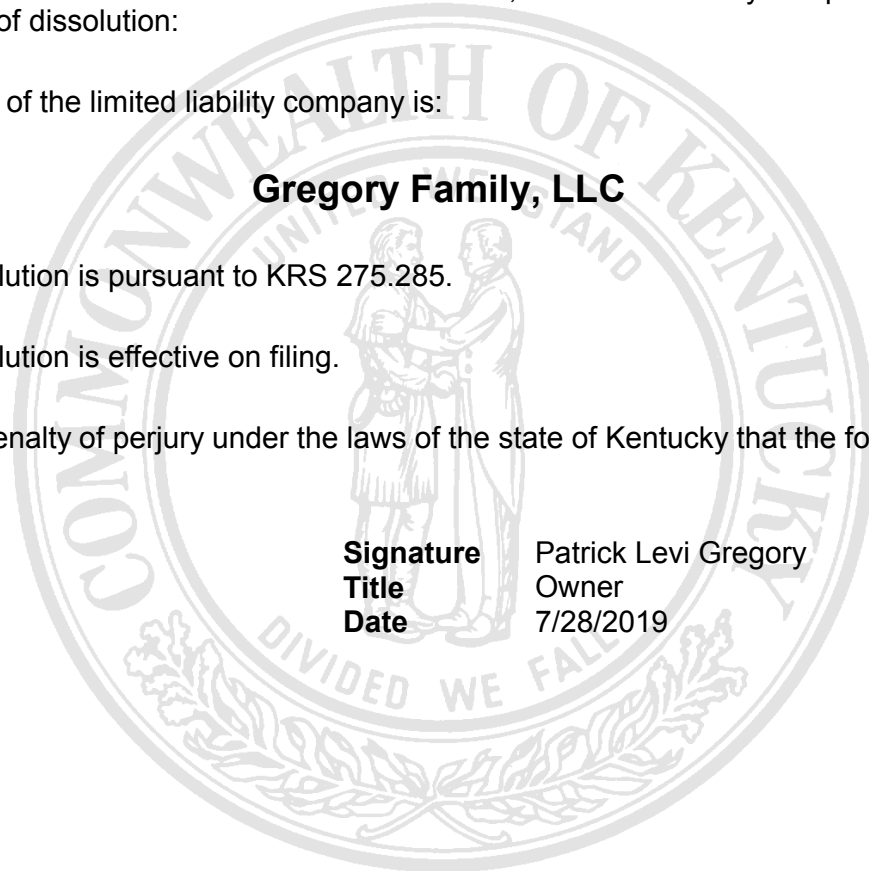 of dissolution:
of the limited liability company is:
Gregory Family, LLC
lution is pursuant to KRS 275.285.
lution is effective on filing.
enalty of perjury under the laws of the state of Kentucky that the fo
Signature Patrick Levi Gregory
Title Owner
Date 7/28/2019
COMMONWEALTH OF KENTUCKY
UNITED WE STAND
DIVIDED WE FALL